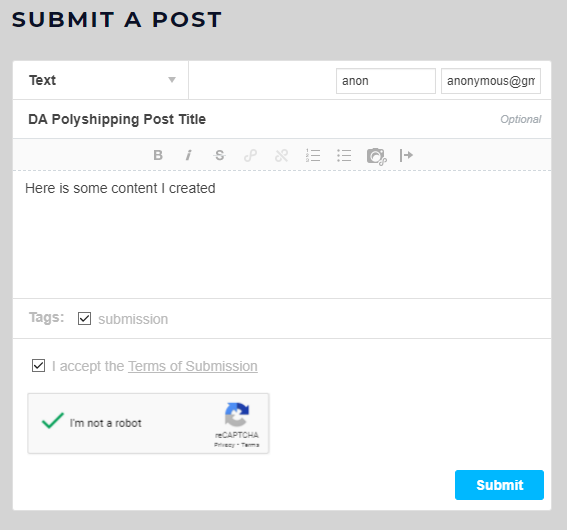 SUBMIT A POST
Text
anon
anonymous@gm
DA Polyshipping Post Title
Optional
B i S
Here is some content I created
Tags: submission
I accept the Terms of Submission
I'm not a robot
reCAPTCHA
Privacy - Terms
Submit